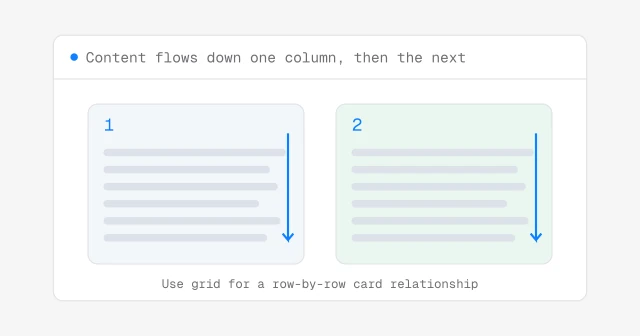 Content flows down one column, then the next
1
2
Use grid for a row-by-row card relationship